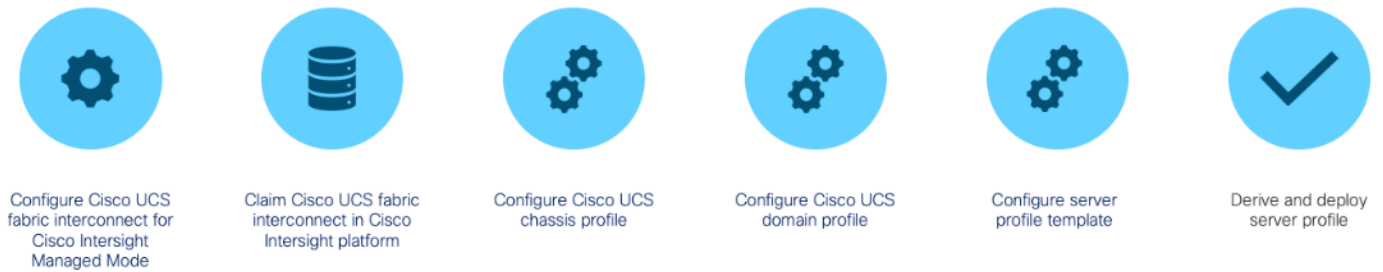 Configure Cisco UCS
fabric interconnect for
Cisco Intersight
Managed Mode
Claim Cisco UCS fabric
interconnect in Cisco
Intersight platform
Configure Cisco UCS
chassis profile
Configure Cisco UCS
domain profile
Configure server
profile template
Derive and deploy
server profile